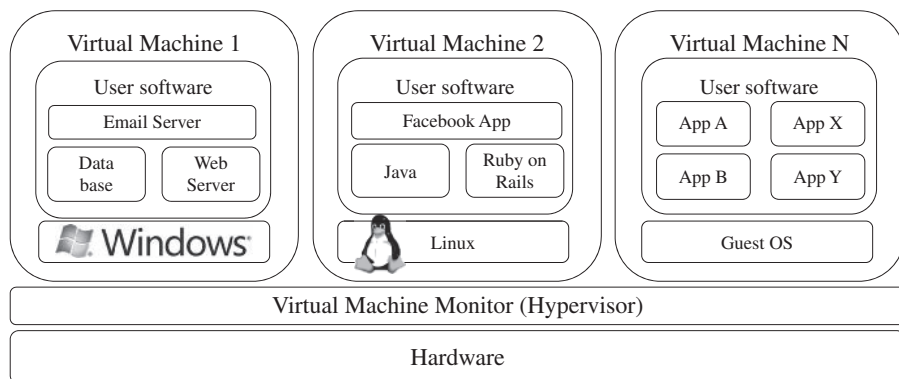 Virtual Machine 1
User software
Email Server
Data
base
Web
Server
Windows
Virtual Machine 2
User software
Facebook App
Java
Ruby on
Rails
Linux
Virtual Machine N
User software
App A
App X
App B
App Y
Guest OS
Virtual Machine Monitor (Hypervisor)
Hardware